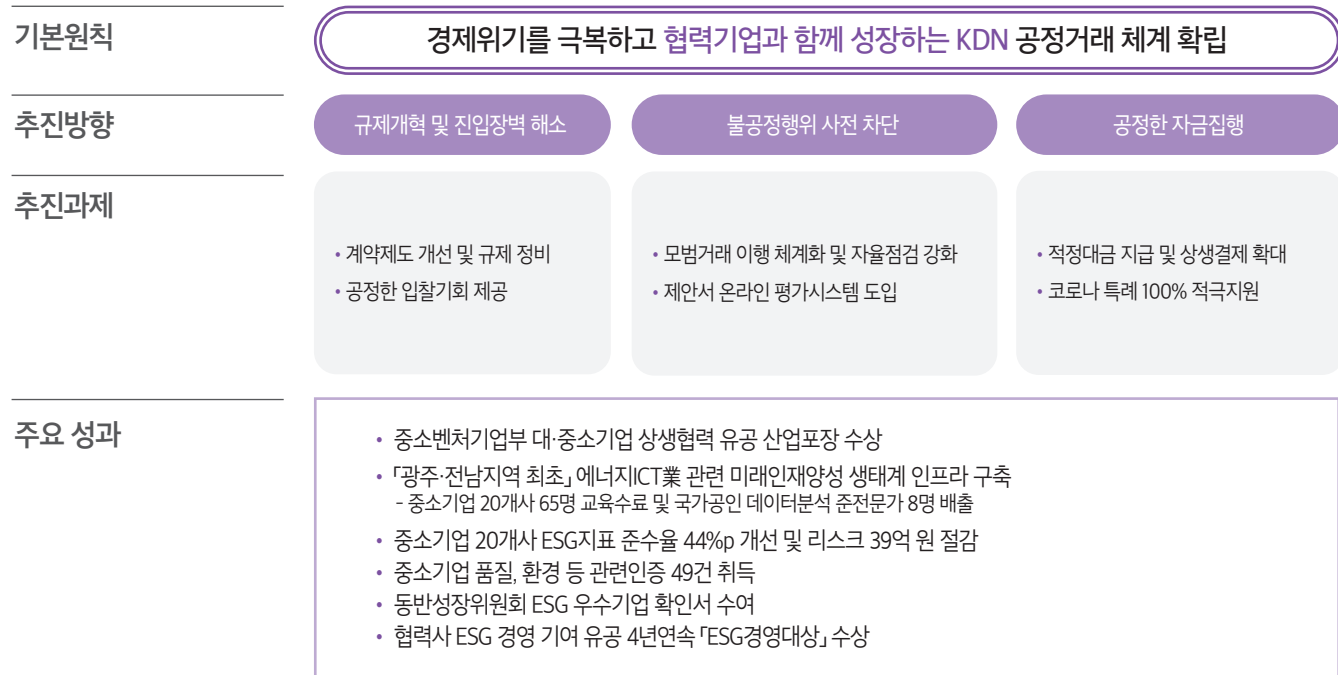 기본원칙
경제위기를 극복하고 협력기업과 함께 성장하는 KDN 공정거래 체계 확립
추진방향
규제개혁 및 진입장벽 해소
불공정행위 사전 차단
공정한 자금집행
추진과제
• 계약제도 개선 및 규제 정비
• 공정한 입찰기회 제공
• 모범거래 이행 체계화 및 자율점검 강화
• 제안서 온라인 평가시스템 도입
• 적정대금 지급 및 상생결제 확대
• 코로나 특례 100% 적극지원
주요 성과
• 중소벤처기업부 대·중소기업 상생협력 유공 산업포장 수상
• 「광주·전남지역 최초」 에너지ICT業 관련 미래인재양성 생태계 인프라 구축
- 중소기업 20개사 65명 교육수료 및 국가공인 데이터분석 준전문가 8명 배출
• 중소기업 20개사 ESG지표 준수율 44%p 개선 및 리스크 39억 원 절감
• 중소기업 품질, 환경 등 관련인증 49건 취득
• 동반성장위원회 ESG 우수기업 확인서 수여
• 협력사 ESG 경영 기여 유공 4년연속 「ESG경영대상」 수상